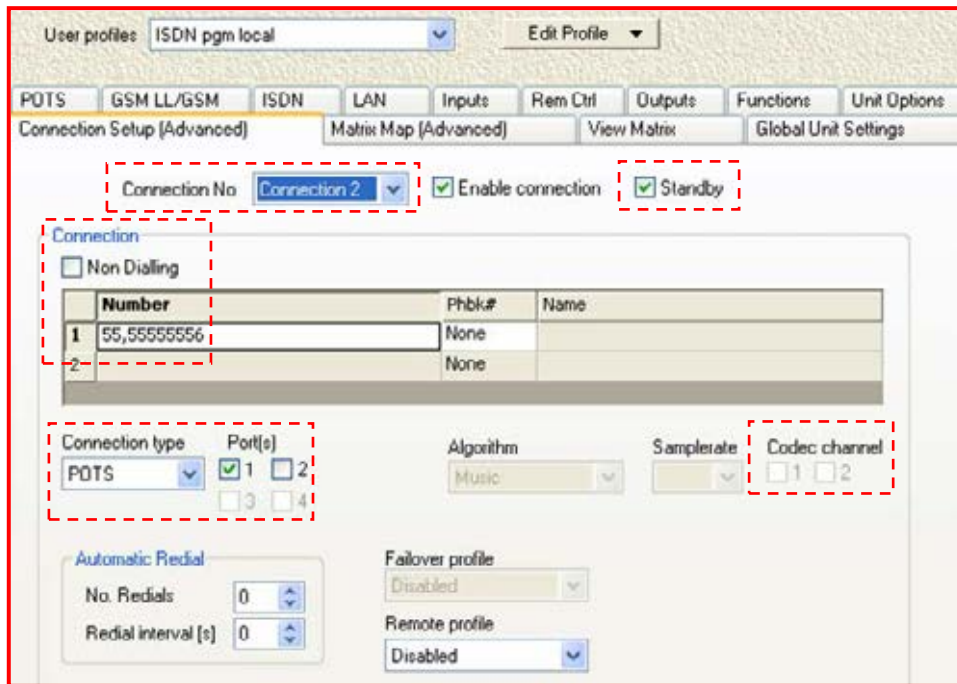 User profiles ISDN pgm local Edit Profile
POTS GSM LL/GSM ISDN LAN Inputs Rem Ctrl Outputs Functions Unit Options
Connection Setup (Advanced) Matrix Map (Advanced) View Matrix Global Unit Settings
Connection No Connection 2 Enable connection Standby
Connection
Non Dialling
Number Phbk# Name
1 55,55555556 None
2 None
Connection type Port(s) Algorithm Samplerate Codec channel
POTS 1 2 Music 1 2
3 4
Automatic Redial Failover profile
No. Redials 0 Disabled
Redial interval [s] 0 Remote profile
Disabled